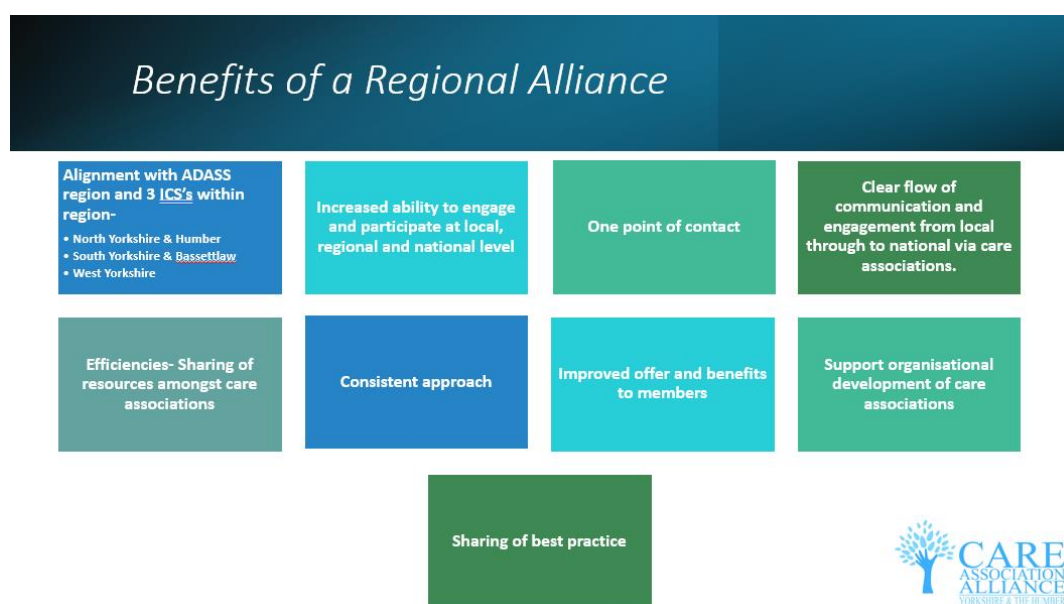 Benefits of a Regional Alliance
Alignment with ADASS
region and 3 ICS's within
region-
• North Yorkshire & Humber
• South Yorkshire & Bassettlaw
• West Yorkshire
Increased ability to engage
and participate at local,
regional and national level
One point of contact
Clear flow of
communication and
engagement from local
through to national via care
associations.
Efficiencies- Sharing of
resources amongst care
associations
Consistent approach
Improved offer and benefits
to members
Support organisational
development of care
associations
Sharing of best practice
CARE
ASSOCIATION
ALLIANCE
YORKSHIRE & THE HUMBER